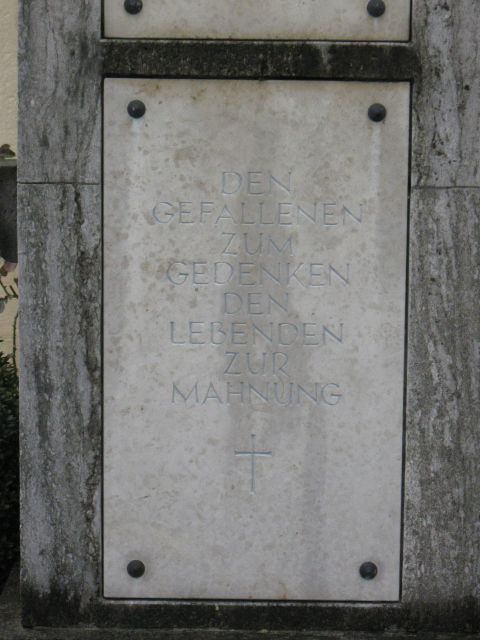 DEN
GEFALLENEN
ZUM
GEDENKEN
DEN
LEBENDEN
ZUR
MAHNUNG